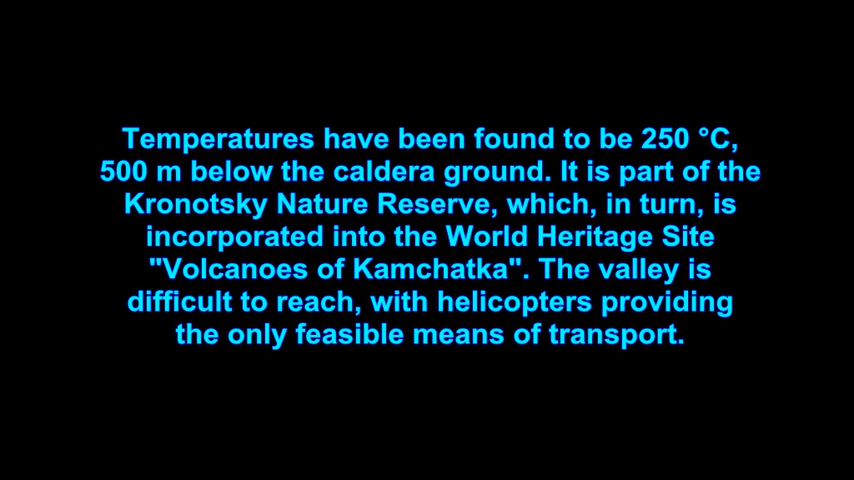 Temperatures have been found to be 250 °C,
500 m below the caldera ground. It is part of the
Kronotsky Nature Reserve, which, in turn, is
incorporated into the World Heritage Site
"Volcanoes of Kamchatka". The valley is
difficult to reach, with helicopters providing
the only feasible means of transport.